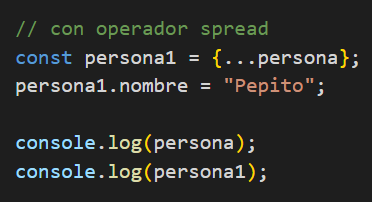 // con operador spread
const persona1 = {...persona};
persona1.nombre = "Pepito";
console.log(persona);
console.log(persona1);